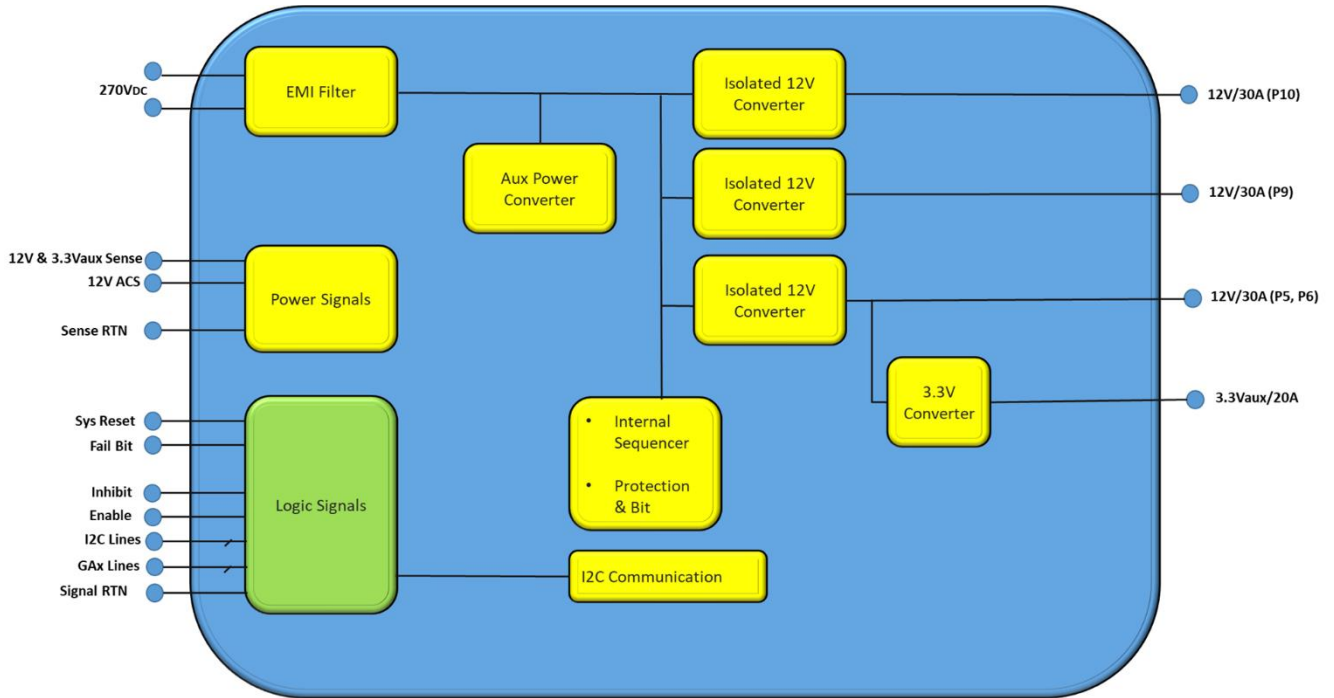 270VDC
EMI Filter
Aux Power
Converter
Isolated 12V
Converter
12V/30A (P10)
Isolated 12V
Converter
12V/30A (P9)
12V & 3.3Vaux Sense
12V ACS
Sense RTN
Power Signals
Isolated 12V
Converter
12V/30A (P5, P6)
3.3V
Converter
3.3Vaux/20A
Sys Reset
Fail Bit
Inhibit
Enable
I2C Lines
GAx Lines
Signal RTN
Logic Signals
• Internal
Sequencer
• Protection
& Bit
I2C Communication